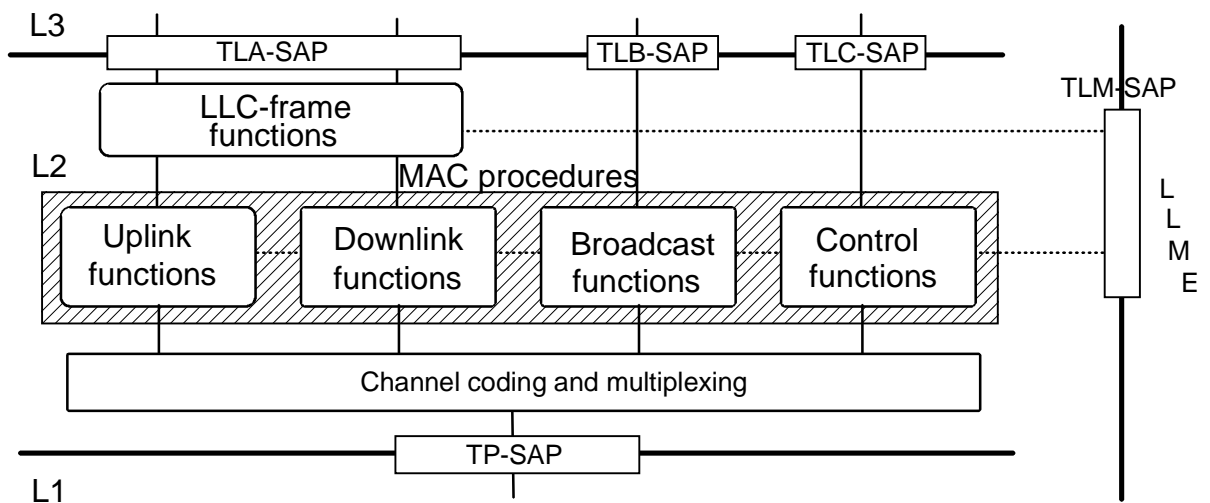 L3
TLA-SAP
TLB-SAP
TLC-SAP
TLM-SAP
LLC-frame
functions
L2
MAC procedures
Uplink
functions
Downlink
functions
Broadcast
functions
Control
functions
L
L
M
E
Channel coding and multiplexing
TP-SAP
L1